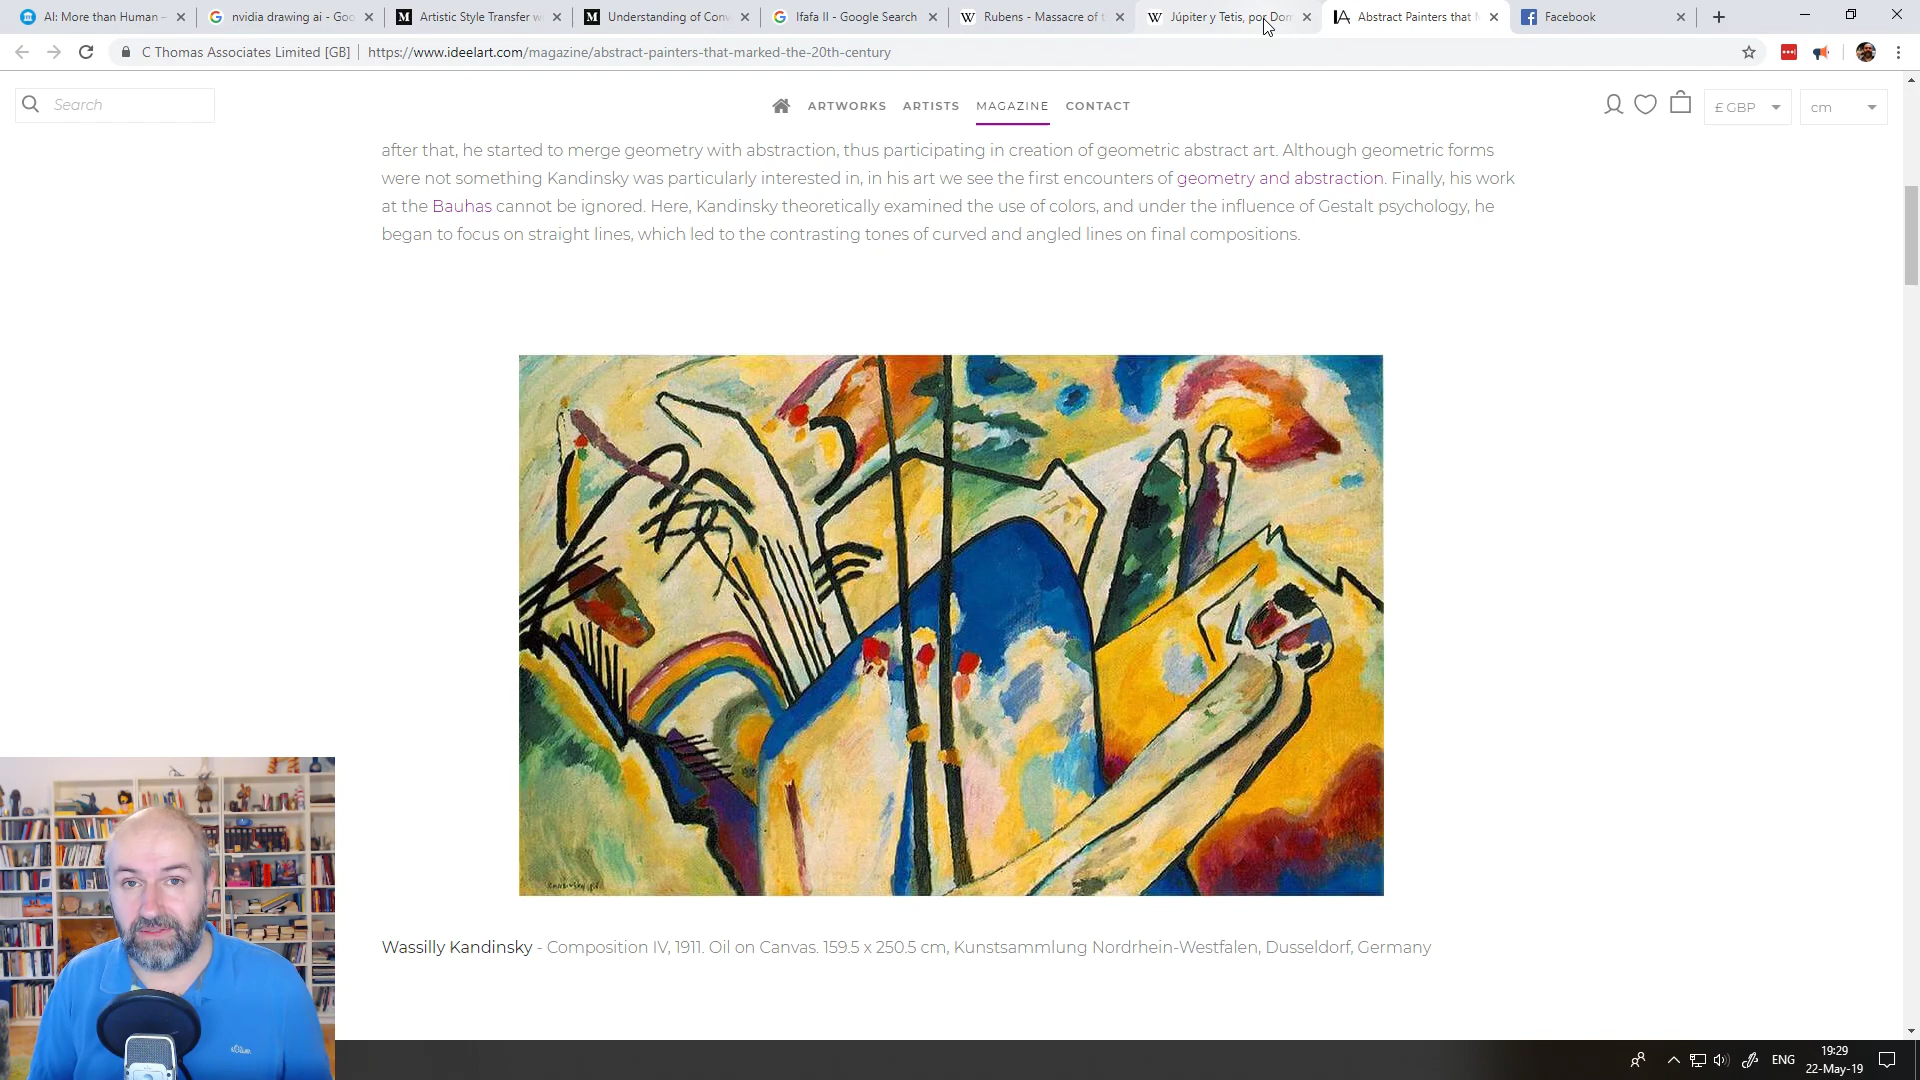 AI: More than Human -
nvidia drawing ai - Goo
Artistic Style Transfer w
Understanding of Conv
Ifafa II - Google Search
Rubens - Massacre of t
Júpiter y Tetis, por Dom
Abstract Painters that M
Facebook
C Thomas Associates Limited [GB] | https://www.ideelart.com/magazine/abstract-painters-that-marked-the-20th-century
Search
ARTWORKS ARTISTS MAGAZINE CONTACT
£ GBP
cm
after that, he started to merge geometry with abstraction, thus participating in creation of geometric abstract art. Although geometric forms
were not something Kandinsky was particularly interested in, in his art we see the first encounters of geometry and abstraction. Finally, his work
at the Bauhas cannot be ignored. Here, Kandinsky theoretically examined the use of colors, and under the influence of Gestalt psychology, he
began to focus on straight lines, which led to the contrasting tones of curved and angled lines on final compositions.
Wassilly Kandinsky - Composition IV, 1911. Oil on Canvas. 159.5 x 250.5 cm, Kunstsammlung Nordrhein-Westfalen, Dusseldorf, Germany
ENG
19:29
22-May-19